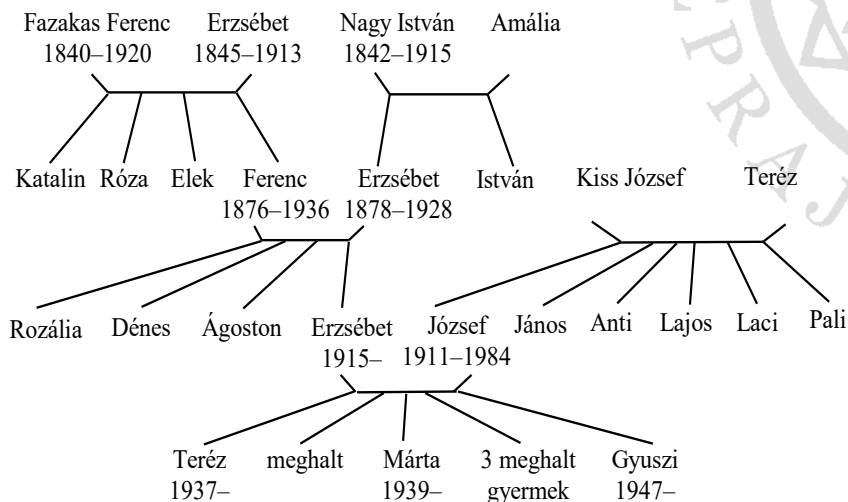 Fazakas Ferenc Erzsébet Nagy István Amália
1840–1920 1845–1913 1842–1915
Katalin Róza Elek Ferenc Erzsébet István Kiss József Teréz
1876–1936 1878–1928
Rozália Dénes Ágoston Erzsébet József János Anti Lajos Laci Pali
1915– 1911–1984
Teréz meghalt Márta 3 meghalt Gyuszi
1937– 1939– gyermek 1947–
EPRAJ